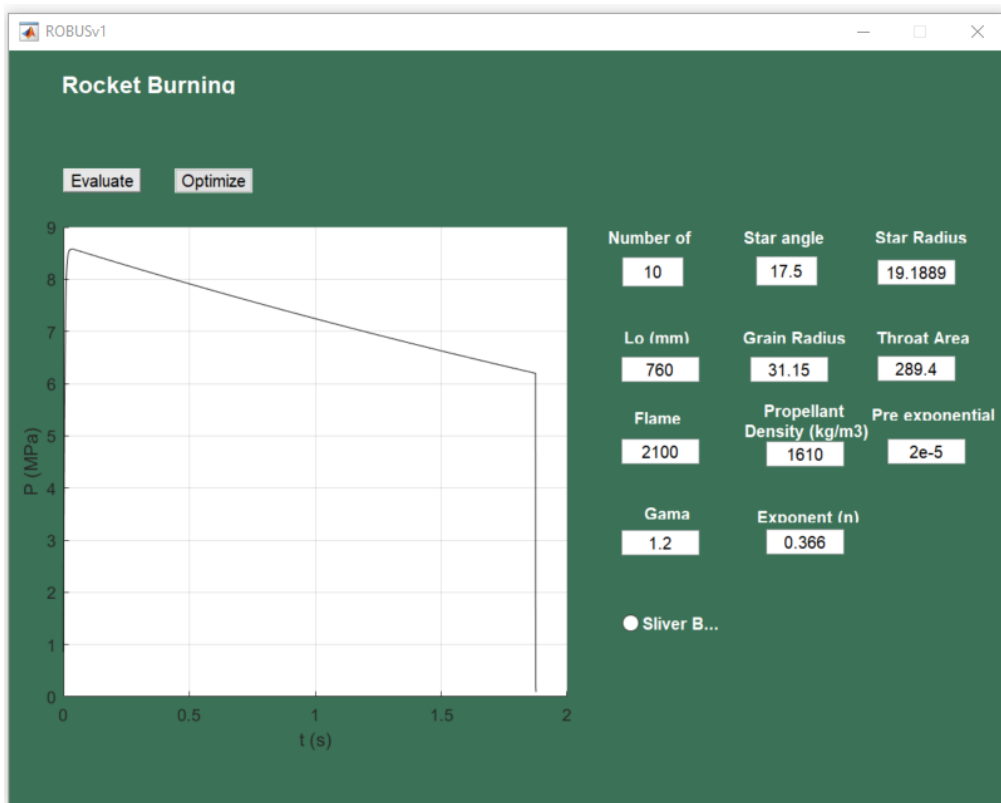 ROBUSv1
Rocket Burning
Evaluate Optimize
Number of Star angle Star Radius
10 17.5 19.1889
Lo (mm) Grain Radius Throat Area
760 31.15 289.4
Flame Propellant Density (kg/m3) Pre exponential
2100 1610 2e-5
Gama Exponent (n)
1.2 0.366
Sliver B...
9
8
7
6
5
4
3
2
1
0
P (MPa)
0 0.5 1 1.5 2
t (s)